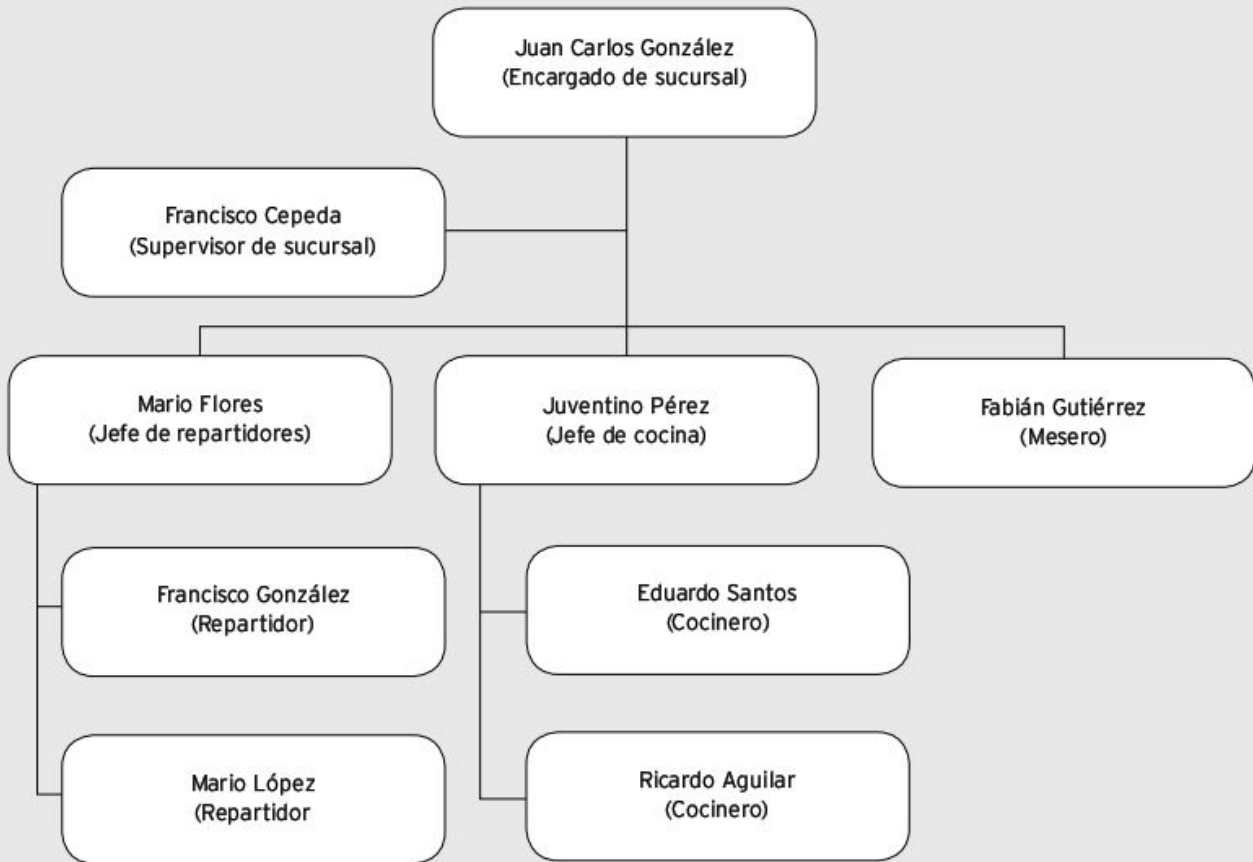 Juan Carlos González
(Encargado de sucursal)
Francisco Cepeda
(Supervisor de sucursal)
Mario Flores
(Jefe de repartidores)
Juventino Pérez
(Jefe de cocina)
Fabián Gutiérrez
(Mesero)
Francisco González
(Repartidor)
Eduardo Santos
(Cocinero)
Mario López
(Repartidor
Ricardo Aguilar
(Cocinero)